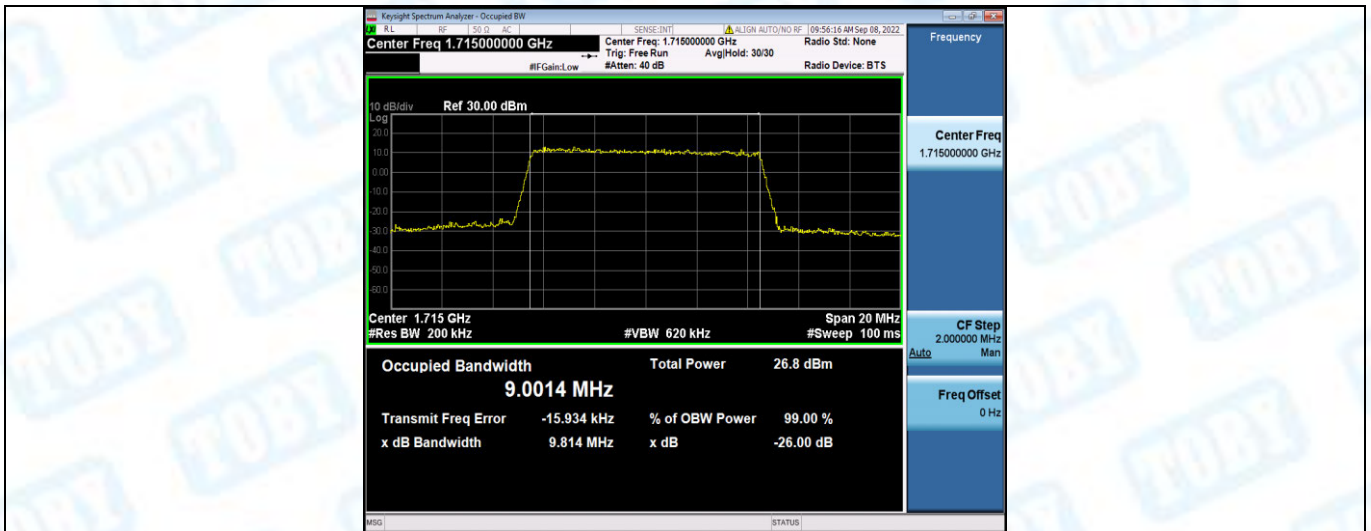 Keysight Spectrum Analyzer - Occupied BW
RL RF 50 Ω AC SENSE:INT ALIGN AUTO/NO RF 09:56:16 AM Sep 08, 2022
Center Freq 1.715000000 GHz
Center Freq: 1.715000000 GHz Radio Std: None
Trig: Free Run Avg|Hold: 30/30
#IFGain:Low #Atten: 40 dB Radio Device: BTS
10 dB/div Ref 30.00 dBm
Log
20.0
10.0
0.00
-10.0
-20.0
-30.0
-40.0
-50.0
-60.0
Center 1.715 GHz Span 20 MHz
#Res BW 200 kHz #VBW 620 kHz #Sweep 100 ms
Occupied Bandwidth Total Power 26.8 dBm
9.0014 MHz
Transmit Freq Error -15.934 kHz % of OBW Power 99.00 %
x dB Bandwidth 9.814 MHz x dB -26.00 dB
MSG STATUS
Frequency
Center Freq
1.715000000 GHz
CF Step
2.000000 MHz
Auto Man
Freq Offset
0 Hz
TOBY
TOBY
TOBY
TOBY
TOBY
TOBY
TOBY
TOBY